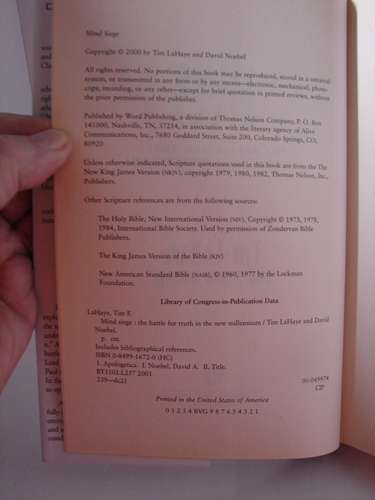 Mind Siege
Copyright © 2000 by Tim LaHaye and David Noebel
All rights reserved. No portions of this book may be reproduced, stored in a retrieval
system, or transmitted in any form or by any means—electronic, mechanical, photo-
copy, recording, or any other—except for brief quotation in printed reviews, without
the prior permission of the publisher.
Published by Word Publishing, a division of Thomas Nelson Company, P. O. Box
141000, Nashville, TN, 37214, in association with the literary agency of Alive
Communications, Inc., 7680 Goddard Street, Suite 200, Colorado Springs, CO,
80920
Unless otherwise indicated, Scripture quotations used in this book are from the The
New King James Version (NKJV), copyright 1979, 1980, 1982, Thomas Nelson, Inc.,
Publishers.
Other Scripture references are from the following sources:
The Holy Bible, New International Version (NIV). Copyright © 1973, 1978,
1984, International Bible Society. Used by permission of Zondervan Bible
Publishers.
The King James Version of the Bible (KJV)
New American Standard Bible (NASB), © 1960, 1977 by the Lockman
Foundation.
Library of Congress-in-Publication Data
LaHaye, Tim F.
Mind siege : the battle for truth in the new millennium / Tim LaHaye and David
Noebel.
p. cm.
Includes bibliographical references.
ISBN 0-8499-1672-0 (HC)
1. Apologetics. I. Noebel, David A. II. Title.
BT1102.L237 2001
239—dc21
00-049974
CIP
Printed in the United States of America
0 1 2 3 4 BVG 9 8 7 6 5 4 3 2 1